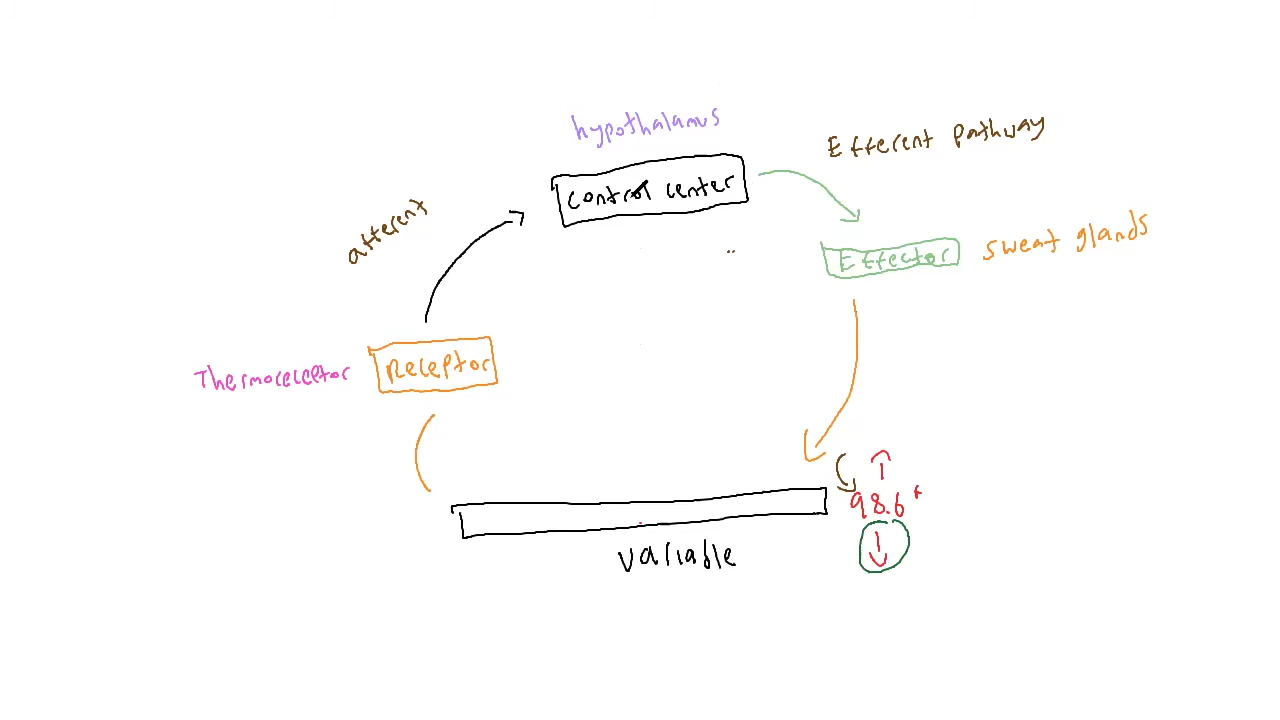 hypothalamus
Efferent pathway
control center
afferent
Effector
sweat glands
Receptor
Thermoreceptor
98.6
variable